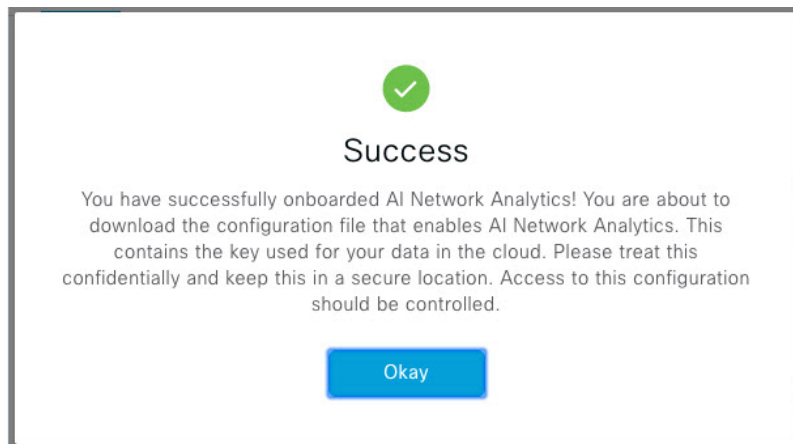 Success
You have successfully onboarded AI Network Analytics! You are about to
download the configuration file that enables AI Network Analytics. This
contains the key used for your data in the cloud. Please treat this
confidentially and keep this in a secure location. Access to this configuration
should be controlled.
Okay